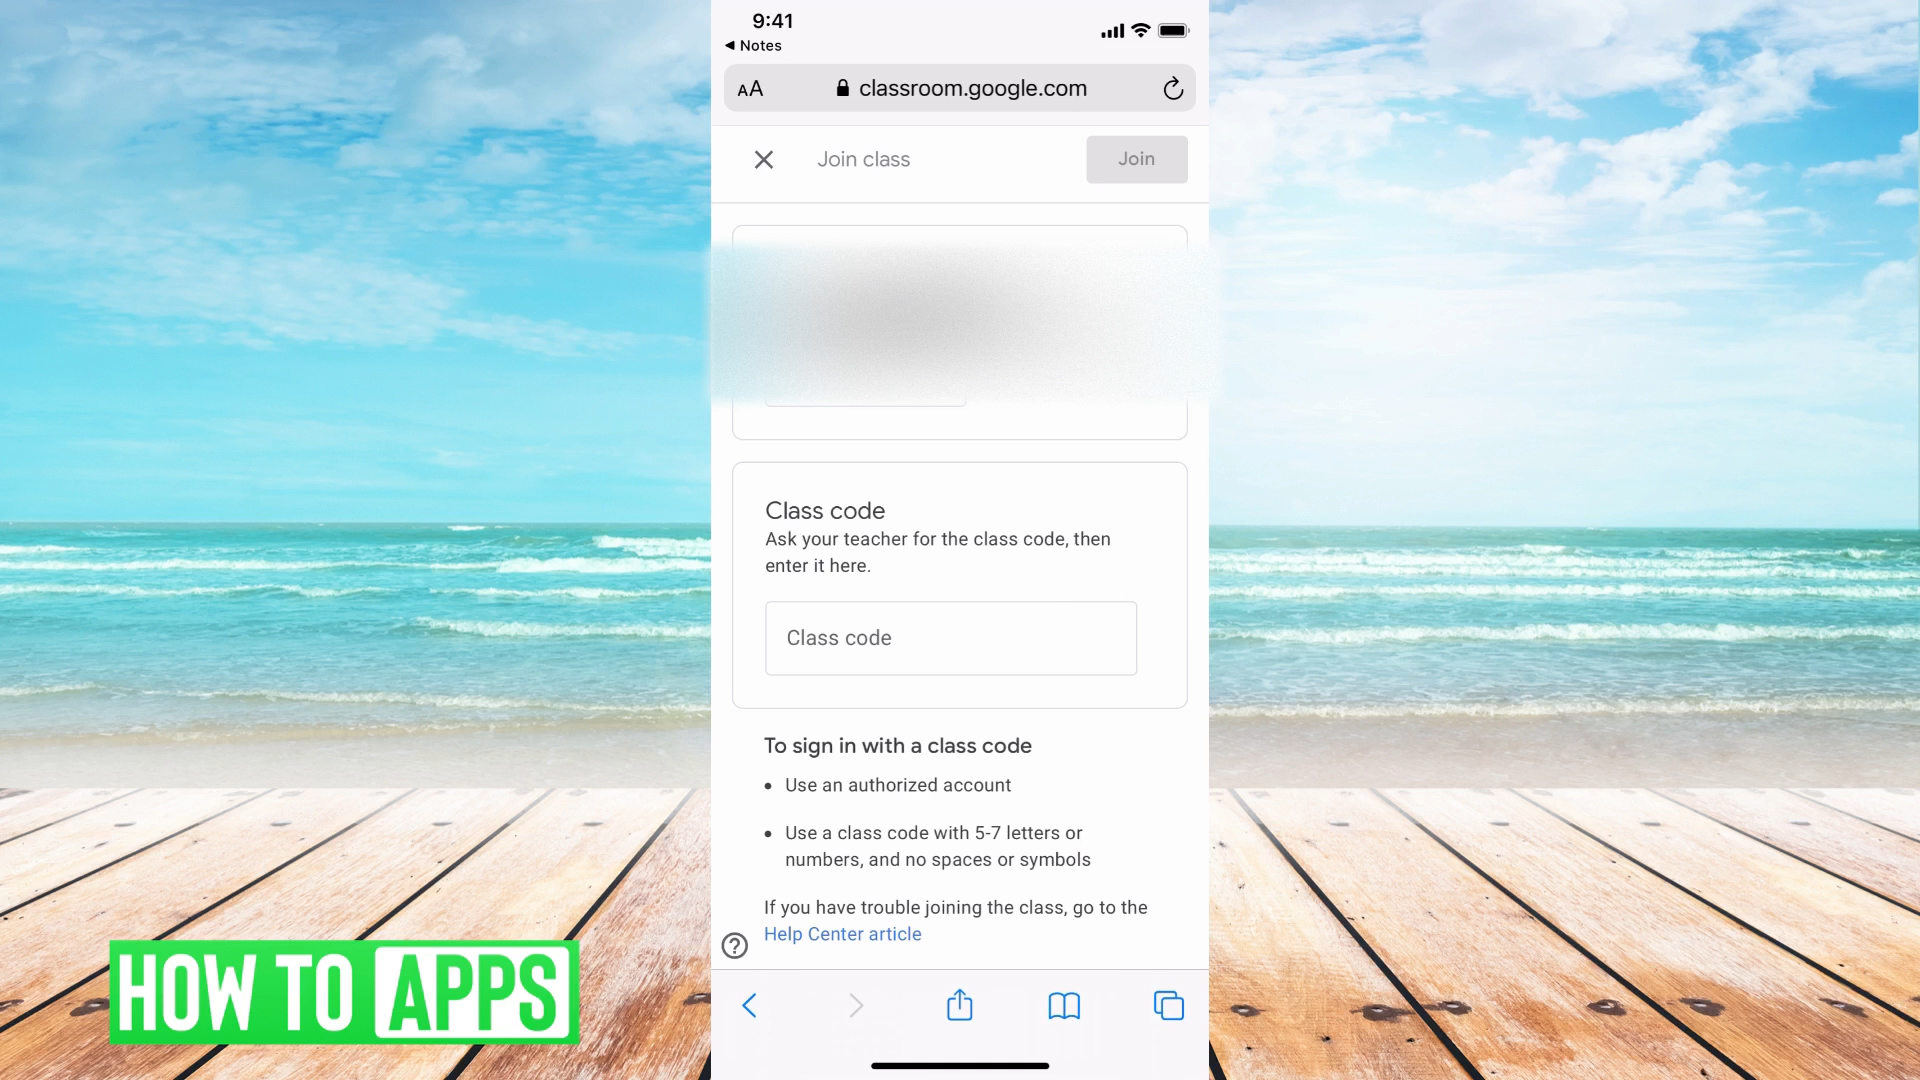 9:41
Notes
AA classroom.google.com
Join class
Join
Class code
Ask your teacher for the class code, then
enter it here.
Class code
To sign in with a class code
• Use an authorized account
• Use a class code with 5-7 letters or
numbers, and no spaces or symbols
If you have trouble joining the class, go to the
Help Center article
?
HOW TO APPS